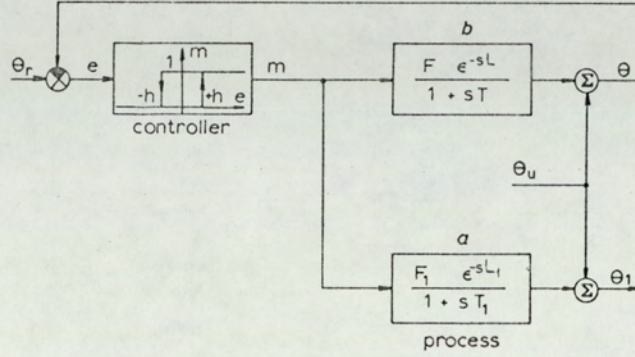 b
θr
e
1
m
-h
+h
e
m
F ϵ-sL
1 + sT
Σ
θ
controller
θu
a
F1 ϵ-sL1
1 + sT1
Σ
θ1
process